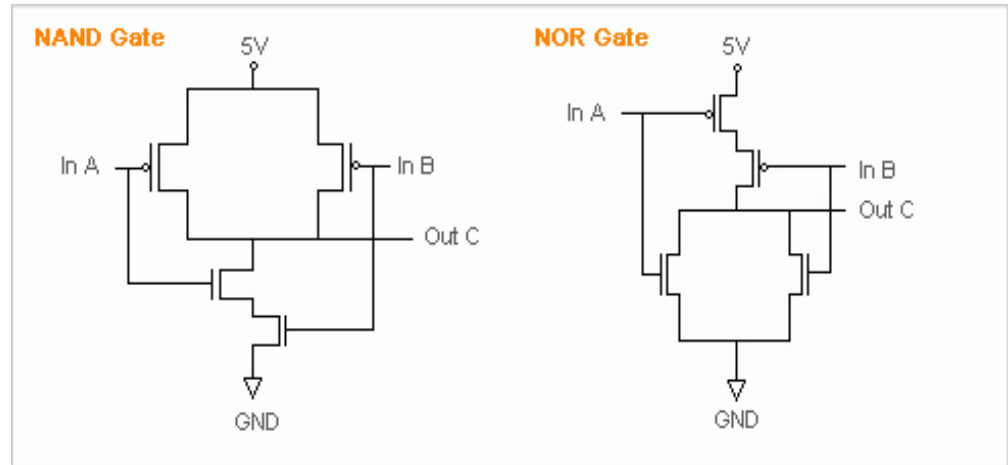 NAND Gate
5V
In A
In B
Out C
GND
NOR Gate
5V
In A
In B
Out C
GND